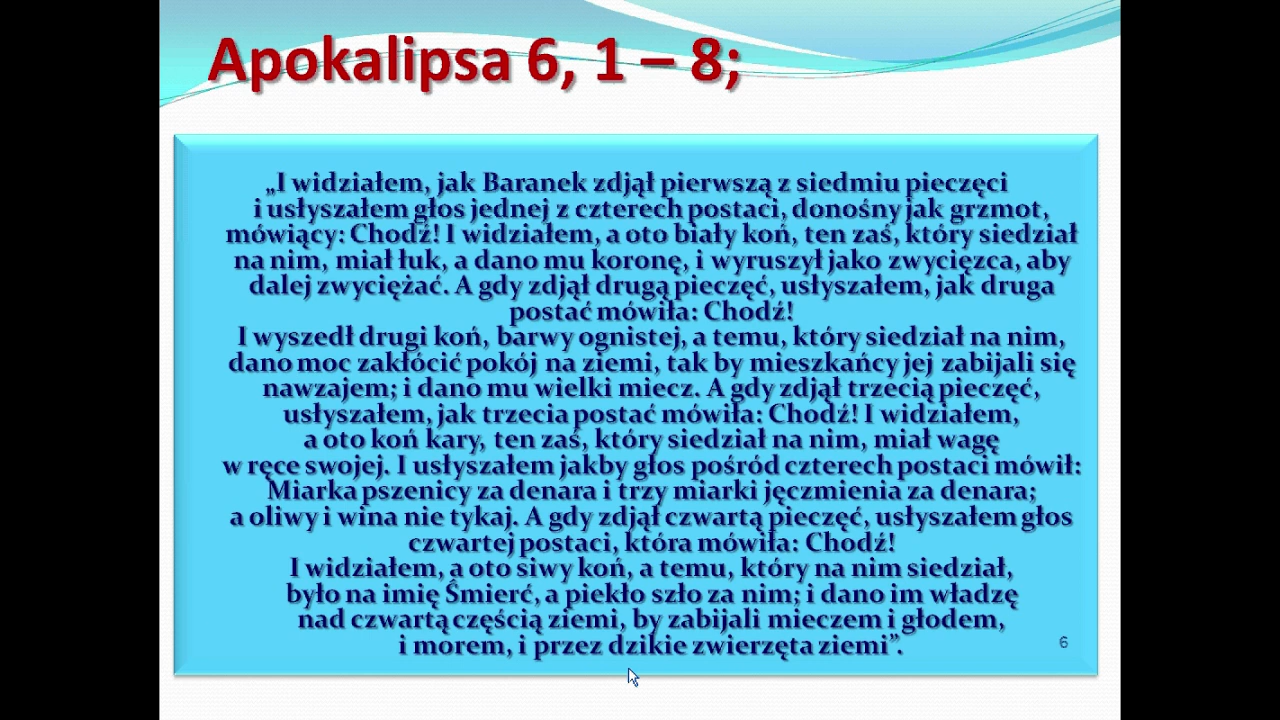 Apokalipsa 6, 1 – 8;
„I widziałem, jak Baranek zdjął pierwszą z siedmiu pieczęci
i usłyszałem głos jednej z czterech postaci, donośny jak grzmot,
mówiący: Chodź! I widziałem, a oto biały koń, ten zaś, który siedział
na nim, miał łuk, a dano mu koronę, i wyruszył jako zwycięzca, aby
dalej zwyciężać. A gdy zdjął drugą pieczęć, usłyszałem, jak druga
postać mówiła: Chodź!
I wyszedł drugi koń, barwy ognistej, a temu, który siedział na nim,
dano moc zakłócić pokój na ziemi, tak by mieszkańcy jej zabijali się
nawzajem; i dano mu wielki miecz. A gdy zdjął trzecią pieczęć,
usłyszałem, jak trzecia postać mówiła: Chodź! I widziałem,
a oto koń kary, ten zaś, który siedział na nim, miał wagę
w ręce swojej. I usłyszałem jakby głos pośród czterech postaci mówił:
Miarka pszenicy za denara i trzy miarki jęczmienia za denara;
a oliwy i wina nie tykaj. A gdy zdjął czwartą pieczęć, usłyszałem głos
czwartej postaci, która mówiła: Chodź!
I widziałem, a oto siwy koń, a temu, który na nim siedział,
było na imię Śmierć, a piekło szło za nim; i dano im władzę
nad czwartą częścią ziemi, by zabijali mieczem i głodem,
i morem, i przez dzikie zwierzęta ziemi”.
6